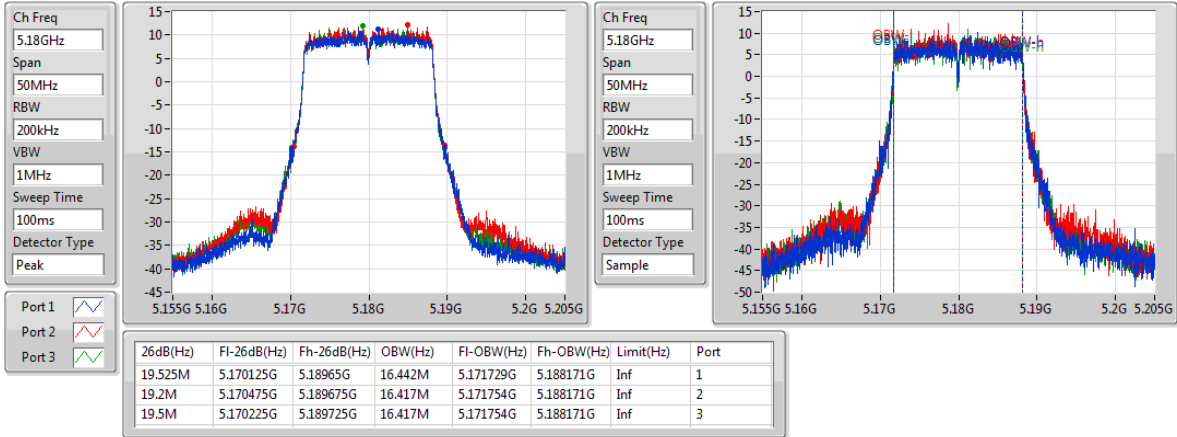 Ch Freq
5.18GHz
Span
50MHz
RBW
200kHz
VBW
1MHz
Sweep Time
100ms
Detector Type
Peak
15
10
5
0
-5
-10
-15
-20
-25
-30
-35
-40
-45
5.155G 5.16G 5.17G 5.18G 5.19G 5.2G 5.205G
Ch Freq
5.18GHz
Span
50MHz
RBW
200kHz
VBW
1MHz
Sweep Time
100ms
Detector Type
Sample
15
10
5
0
-5
-10
-15
-20
-25
-30
-35
-40
-45
-50
OBW-l
OBW-h
5.155G 5.16G 5.17G 5.18G 5.19G 5.2G 5.205G
Port 1
Port 2
Port 3
26dB(Hz) Fl-26dB(Hz) Fh-26dB(Hz) OBW(Hz) Fl-OBW(Hz) Fh-OBW(Hz) Limit(Hz) Port
19.525M 5.170125G 5.18965G 16.442M 5.171729G 5.188171G Inf 1
19.2M 5.170475G 5.189675G 16.417M 5.171754G 5.188171G Inf 2
19.5M 5.170225G 5.189725G 16.417M 5.171754G 5.188171G Inf 3